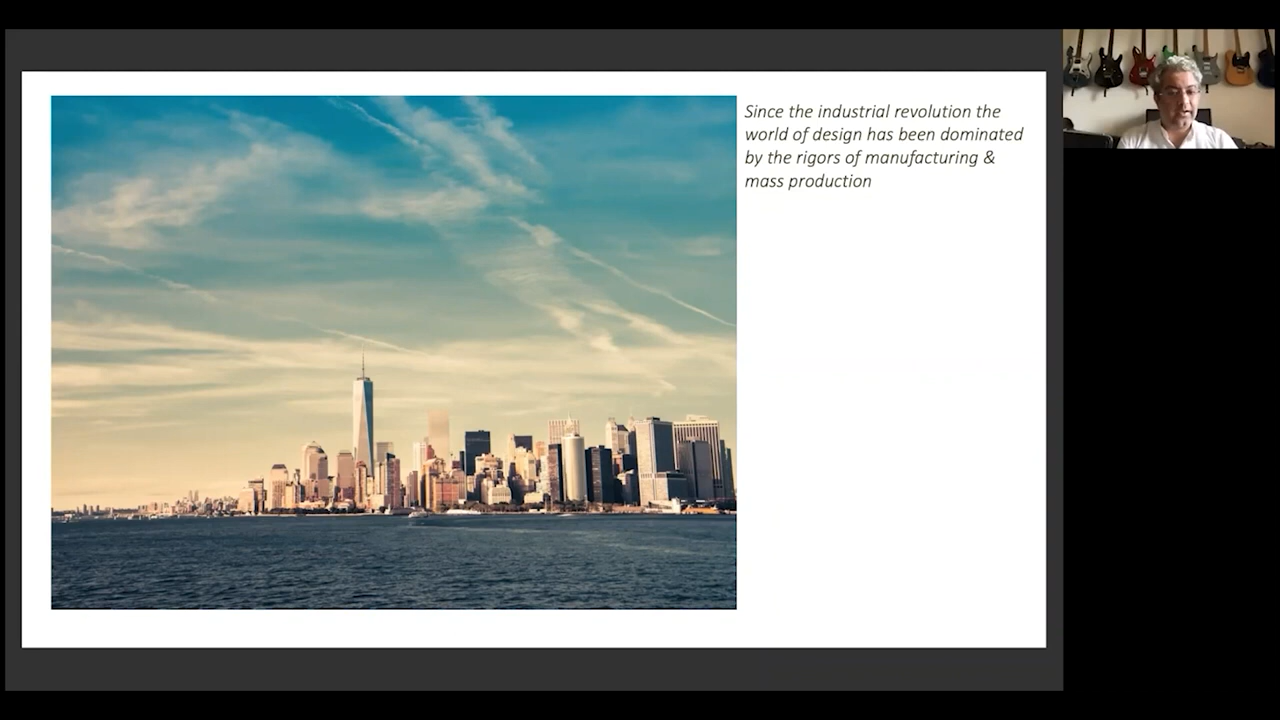 Since the industrial revolution the
world of design has been dominated
by the rigors of manufacturing &
mass production